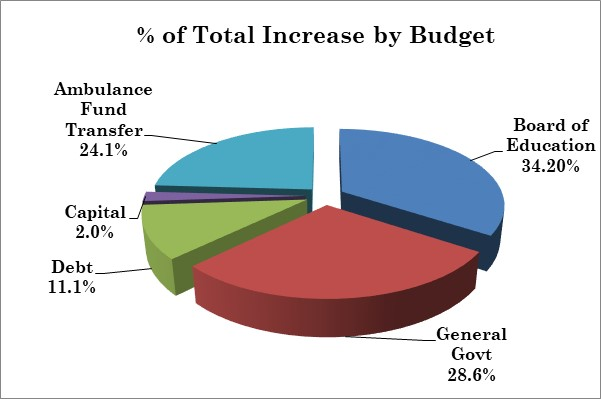 % of Total Increase by Budget
Ambulance
Fund
Transfer
24.1%
Board of
Education
34.20%
Capital
2.0%
Debt
11.1%
General
Govt
28.6%